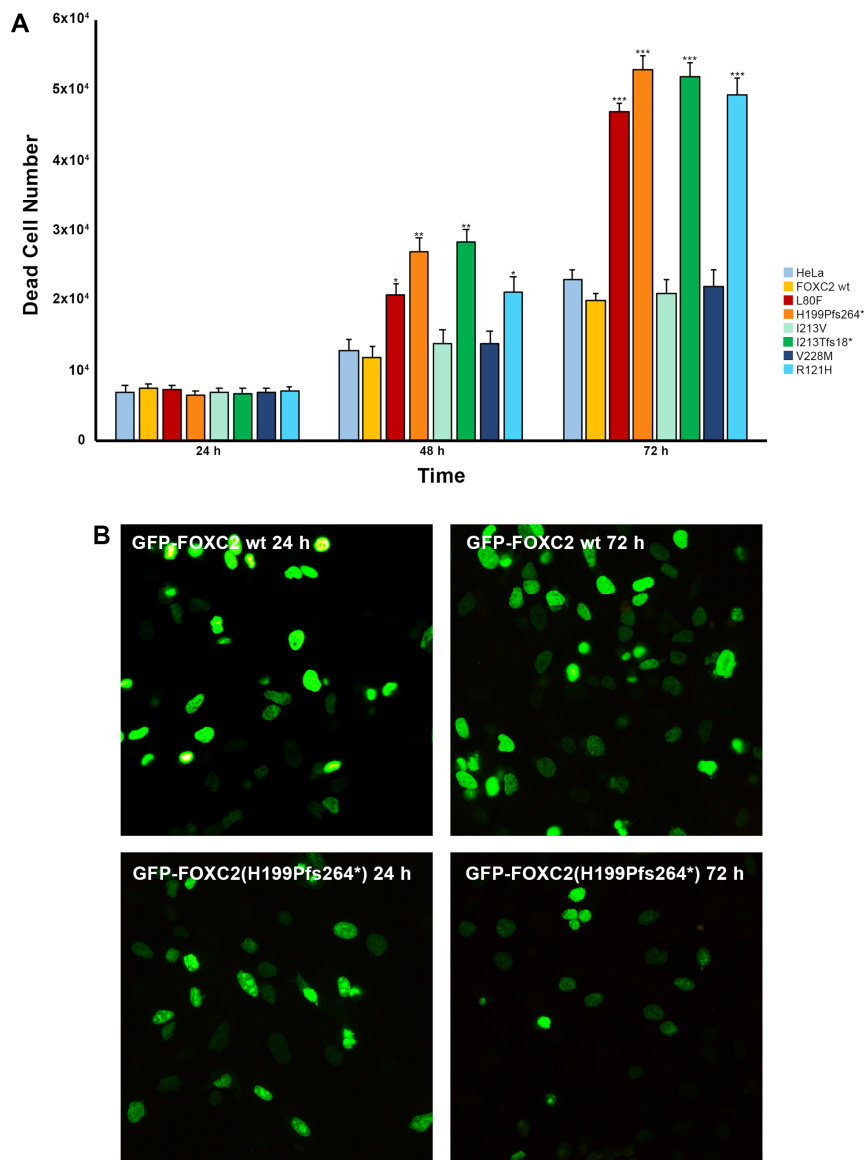 A
6x10⁴
5x10⁴
4x10⁴
3x10⁴
2x10⁴
10⁴
0
Dead Cell Number
* ** ** *
*** *** *** ***
24 h 48 h 72 h
Time
HeLa
FOXC2 wt
L80F
H199Pfs264*
I213V
I213Tfs18*
V228M
R121H
B
GFP-FOXC2 wt 24 h
GFP-FOXC2 wt 72 h
GFP-FOXC2(H199Pfs264*) 24 h
GFP-FOXC2(H199Pfs264*) 72 h